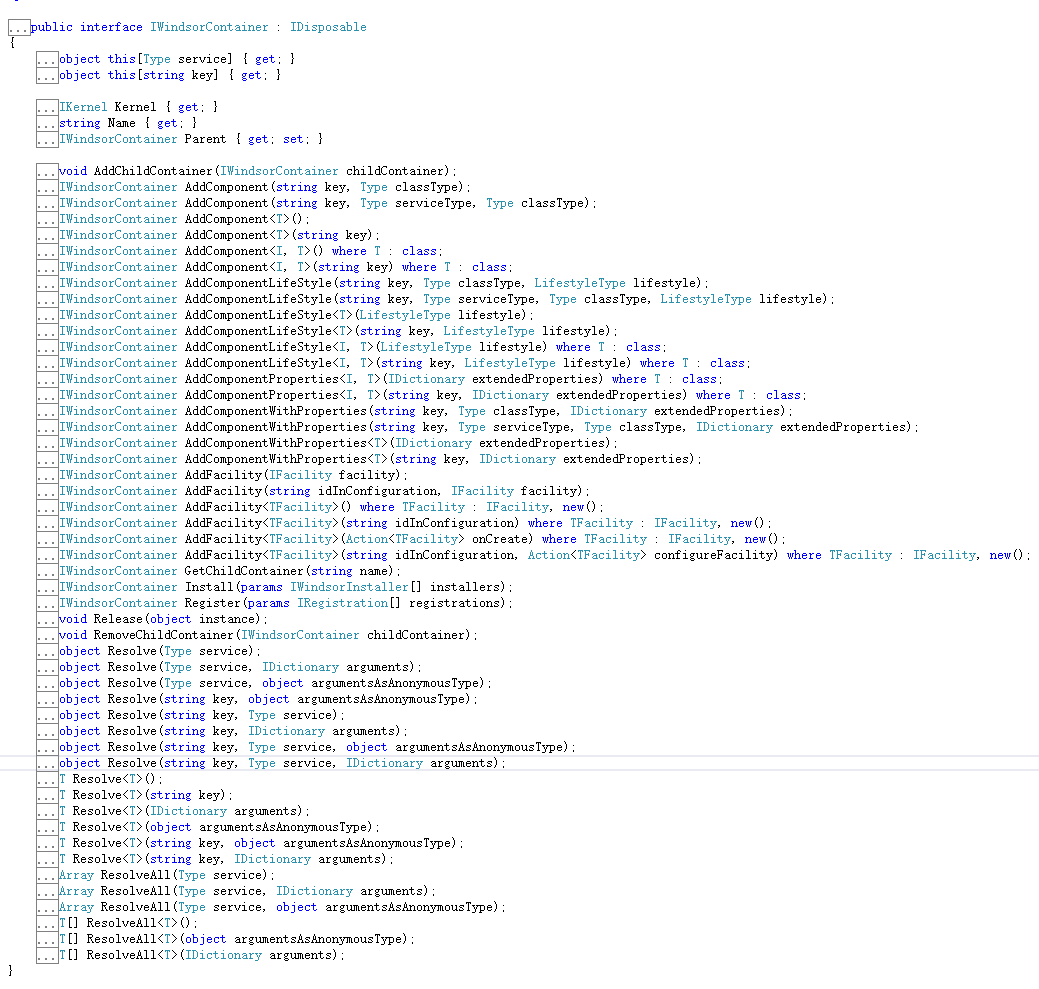 ...public interface IWindsorContainer : IDisposable
{
...object this[Type service] { get; }
...object this[string key] { get; }
...IKernel Kernel { get; }
...string Name { get; }
...IWindsorContainer Parent { get; set; }
...void AddChildContainer(IWindsorContainer childContainer);
...IWindsorContainer AddComponent(string key, Type classType);
...IWindsorContainer AddComponent(string key, Type serviceType, Type classType);
...IWindsorContainer AddComponent<T>();
...IWindsorContainer AddComponent<T>(string key);
...IWindsorContainer AddComponent<I, T>() where T : class;
...IWindsorContainer AddComponent<I, T>(string key) where T : class;
...IWindsorContainer AddComponentLifeStyle(string key, Type classType, LifestyleType lifestyle);
...IWindsorContainer AddComponentLifeStyle(string key, Type serviceType, Type classType, LifestyleType lifestyle);
...IWindsorContainer AddComponentLifeStyle<T>(LifestyleType lifestyle);
...IWindsorContainer AddComponentLifeStyle<T>(string key, LifestyleType lifestyle);
...IWindsorContainer AddComponentLifeStyle<I, T>(LifestyleType lifestyle) where T : class;
...IWindsorContainer AddComponentLifeStyle<I, T>(string key, LifestyleType lifestyle) where T : class;
...IWindsorContainer AddComponentProperties<I, T>(IDictionary extendedProperties) where T : class;
...IWindsorContainer AddComponentProperties<I, T>(string key, IDictionary extendedProperties) where T : class;
...IWindsorContainer AddComponentWithProperties(string key, Type classType, IDictionary extendedProperties);
...IWindsorContainer AddComponentWithProperties(string key, Type serviceType, Type classType, IDictionary extendedProperties);
...IWindsorContainer AddComponentWithProperties<T>(IDictionary extendedProperties);
...IWindsorContainer AddComponentWithProperties<T>(string key, IDictionary extendedProperties);
...IWindsorContainer AddFacility(IFacility facility);
...IWindsorContainer AddFacility(string idInConfiguration, IFacility facility);
...IWindsorContainer AddFacility<TFacility>() where TFacility : IFacility, new();
...IWindsorContainer AddFacility<TFacility>(string idInConfiguration) where TFacility : IFacility, new();
...IWindsorContainer AddFacility<TFacility>(Action<TFacility> onCreate) where TFacility : IFacility, new();
...IWindsorContainer AddFacility<TFacility>(string idInConfiguration, Action<TFacility> configureFacility) where TFacility : IFacility, new();
...IWindsorContainer GetChildContainer(string name);
...IWindsorContainer Install(params IWindsorInstaller[] installers);
...IWindsorContainer Register(params IRegistration[] registrations);
...void Release(object instance);
...void RemoveChildContainer(IWindsorContainer childContainer);
...object Resolve(Type service);
...object Resolve(Type service, IDictionary arguments);
...object Resolve(Type service, object argumentsAsAnonymousType);
...object Resolve(string key, object argumentsAsAnonymousType);
...object Resolve(string key, Type service);
...object Resolve(string key, IDictionary arguments);
...object Resolve(string key, Type service, object argumentsAsAnonymousType);
...object Resolve(string key, Type service, IDictionary arguments);
...T Resolve<T>();
...T Resolve<T>(string key);
...T Resolve<T>(IDictionary arguments);
...T Resolve<T>(object argumentsAsAnonymousType);
...T Resolve<T>(string key, object argumentsAsAnonymousType);
...T Resolve<T>(string key, IDictionary arguments);
...Array ResolveAll(Type service);
...Array ResolveAll(Type service, IDictionary arguments);
...Array ResolveAll(Type service, object argumentsAsAnonymousType);
...T[] ResolveAll<T>();
...T[] ResolveAll<T>(object argumentsAsAnonymousType);
...T[] ResolveAll<T>(IDictionary arguments);
}